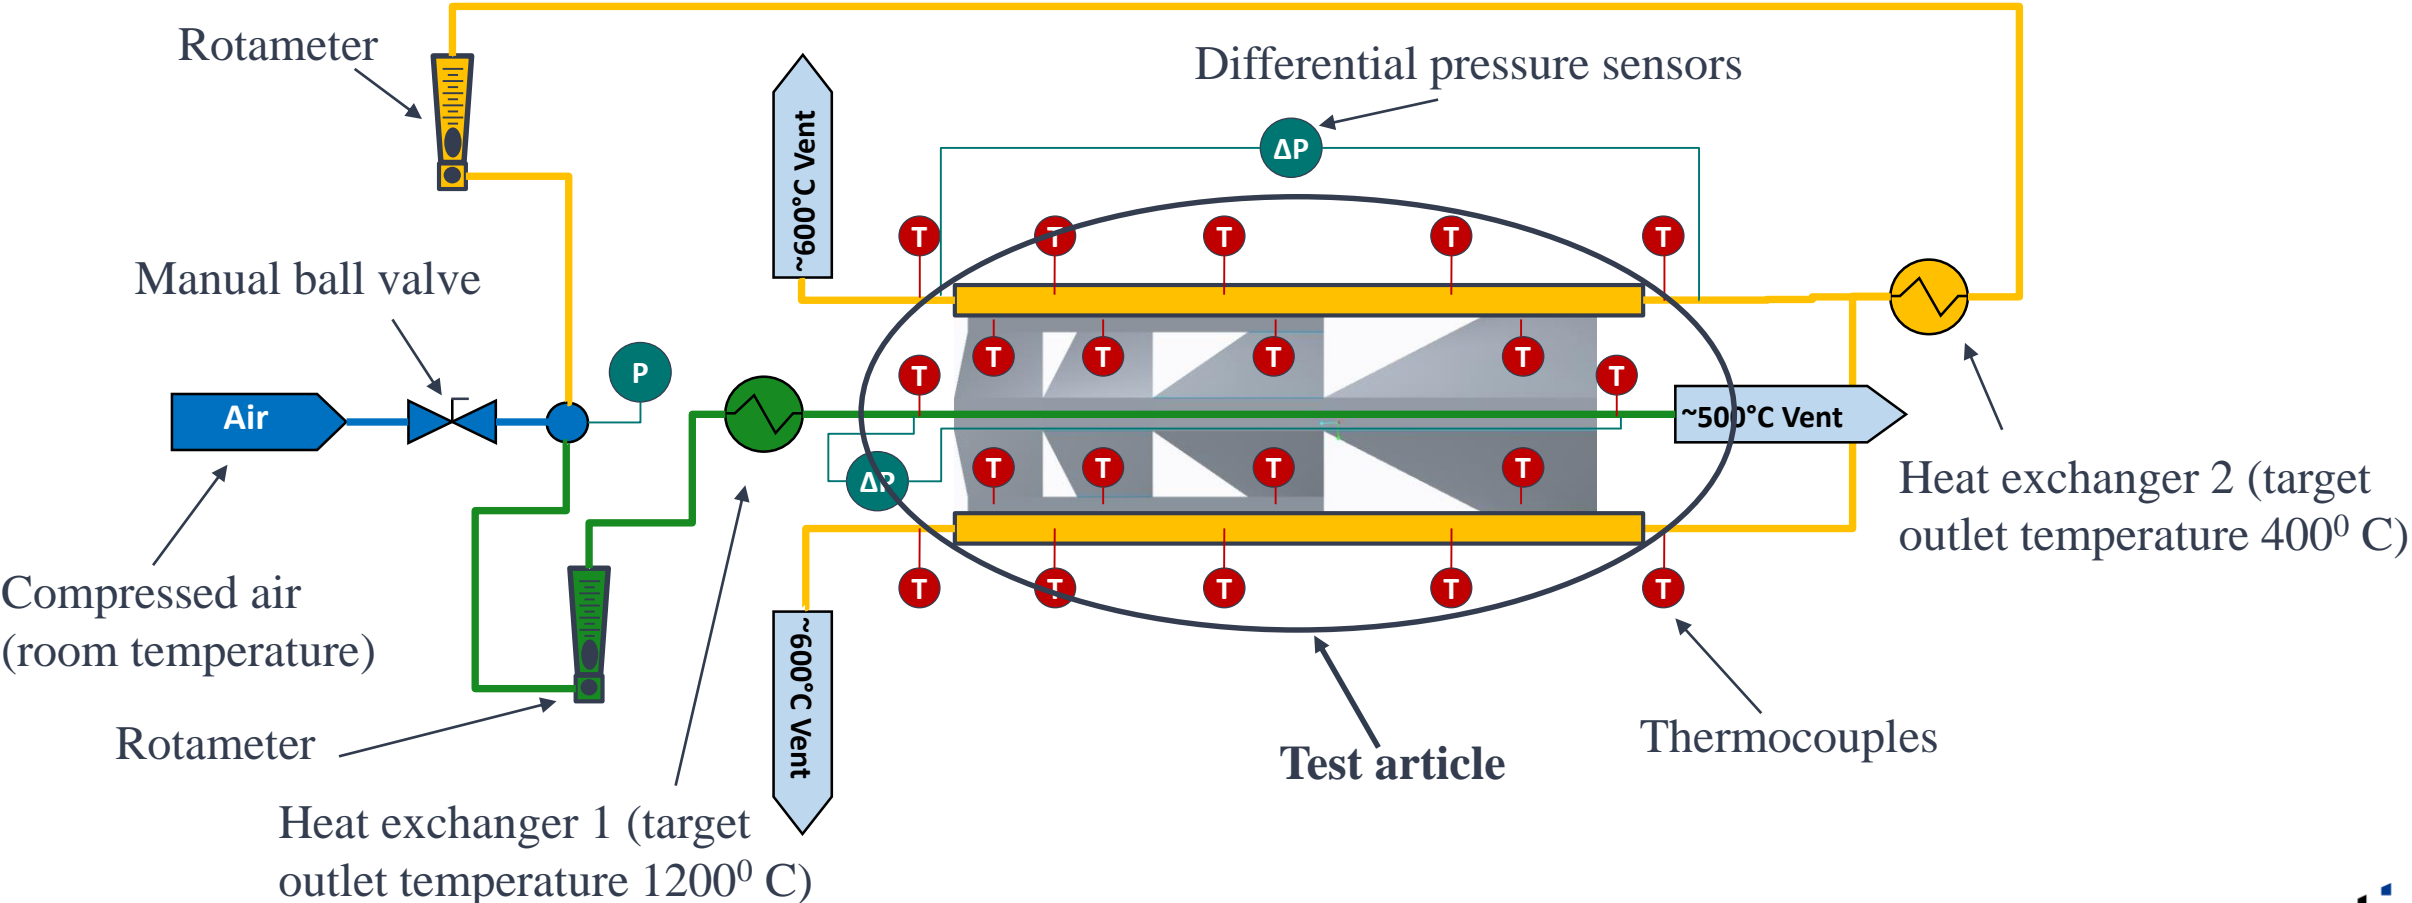 Rotameter
Differential pressure sensors
~600°C Vent
ΔP
T
T
T
T
T
Manual ball valve
P
T
T
T
T
T
T
Air
~500°C Vent
ΔP
T
T
T
T
Heat exchanger 2 (target
outlet temperature 400⁰ C)
T
T
T
T
T
Compressed air
(room temperature)
~600°C Vent
Rotameter
Test article
Thermocouples
Heat exchanger 1 (target
outlet temperature 1200⁰ C)